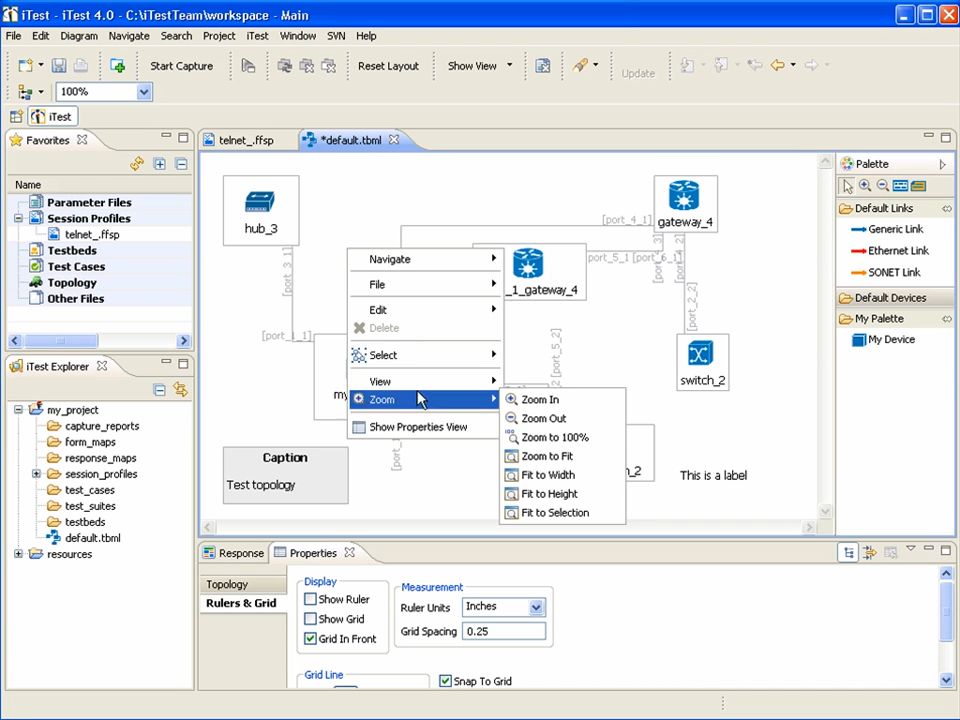 iTest - iTest 4.0 - C:\iTestTeam\workspace - Main
File Edit Diagram Navigate Search Project iTest Window SVN Help
Start Capture Reset Layout Show View Update
100%
iTest
Favorites
Name
Parameter Files
Session Profiles
telnet_.ffsp
Testbeds
Test Cases
Topology
Other Files
iTest Explorer
my_project
capture_reports
form_maps
response_maps
session_profiles
test_cases
test_suites
testbeds
default.tbml
resources
telnet_.ffsp *default.tbml
hub_3
gateway_4
[port_4_1]
port_5_1 [port_6_1]
_1_gateway_4
[port_3_1]
[port_1_1]
[port_2_2]
[port_5_2]
switch_2
my
[port_
Caption
Test topology
This is a label
Navigate
File
Edit
Delete
Select
View
Zoom
Show Properties View
Zoom In
Zoom Out
Zoom to 100%
Zoom to Fit
Fit to Width
Fit to Height
Fit to Selection
Palette
Default Links
Generic Link
Ethernet Link
SONET Link
Default Devices
My Palette
My Device
Response Properties
Topology
Rulers & Grid
Display
Show Ruler
Show Grid
Grid In Front
Measurement
Ruler Units Inches
Grid Spacing 0.25
Grid Line
Snap To Grid